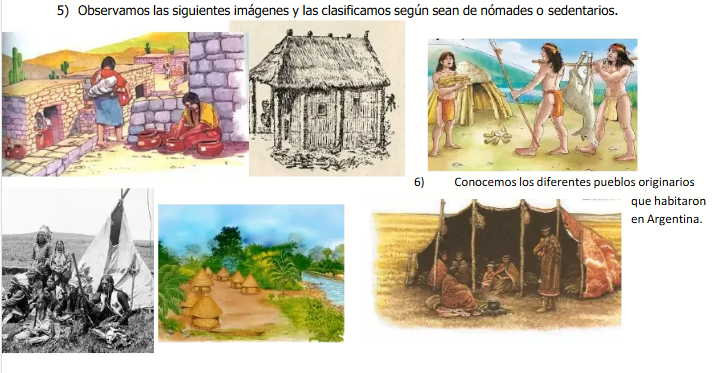 5) Observamos las siguientes imágenes y las clasificamos según sean de nómades o sedentarios.
6) Conocemos los diferentes pueblos originarios
que habitaron
en Argentina.